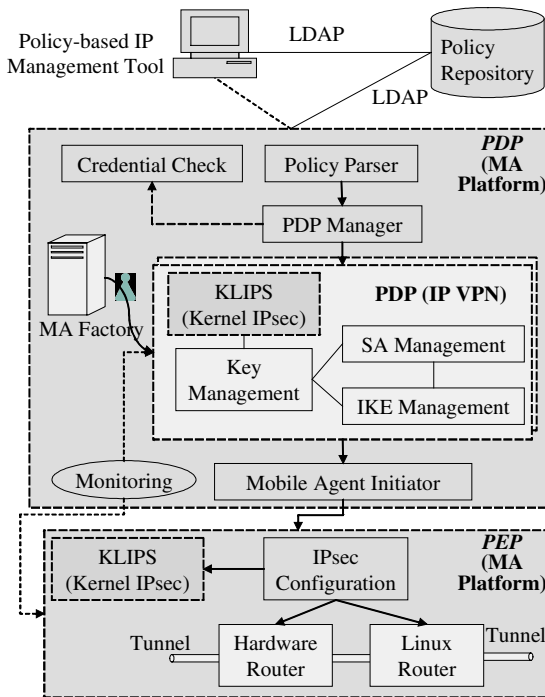 Policy-based IP
Management Tool
LDAP
Policy
Repository
LDAP
PDP
(MA
Platform)
Credential Check
Policy Parser
PDP Manager
MA Factory
KLIPS
(Kernel IPsec)
PDP (IP VPN)
Key
Management
SA Management
IKE Management
Monitoring
Mobile Agent Initiator
KLIPS
(Kernel IPsec)
IPsec
Configuration
PEP
(MA
Platform)
Tunnel
Hardware
Router
Linux
Router
Tunnel